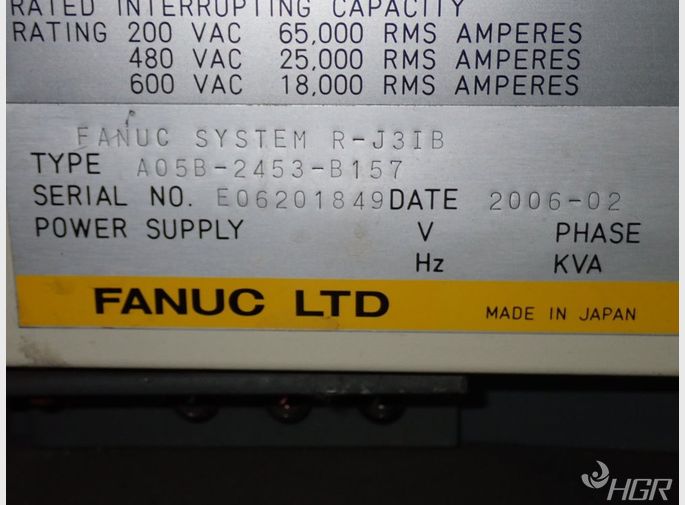 RATED INTERRUPTING CAPACITY
RATING 200 VAC 65,000 RMS AMPERES
480 VAC 25,000 RMS AMPERES
600 VAC 18,000 RMS AMPERES
FANUC SYSTEM R-J3IB
TYPE A05B-2453-B157
SERIAL NO. E06201849 DATE 2006-02
POWER SUPPLY V PHASE
Hz KVA
FANUC LTD MADE IN JAPAN
HGR